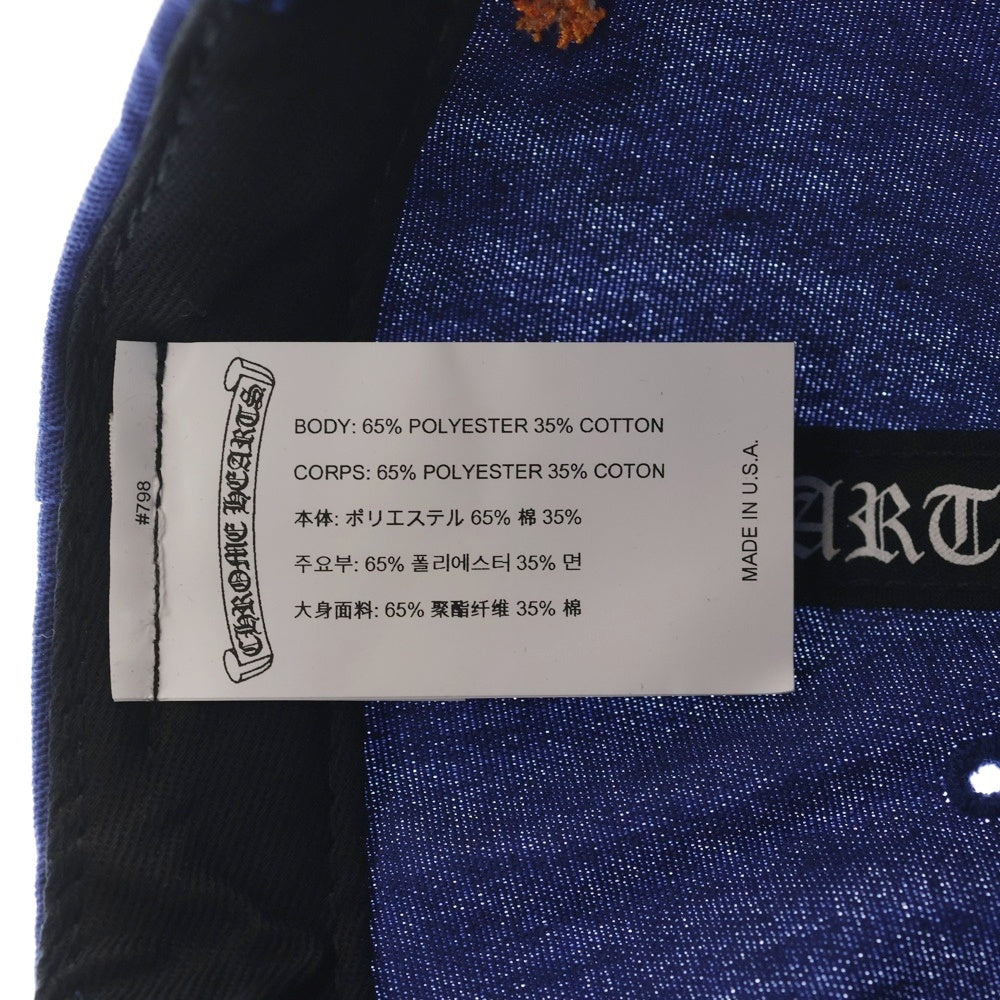 #798
CHROME HEARTS
BODY: 65% POLYESTER 35% COTTON
CORPS: 65% POLYESTER 35% COTON
本体: ポリエステル 65% 棉 35%
주요부: 65% 폴리에스터 35% 면
大身面料: 65% 聚酯纤维 35% 棉
MADE IN U.S.A.
ART